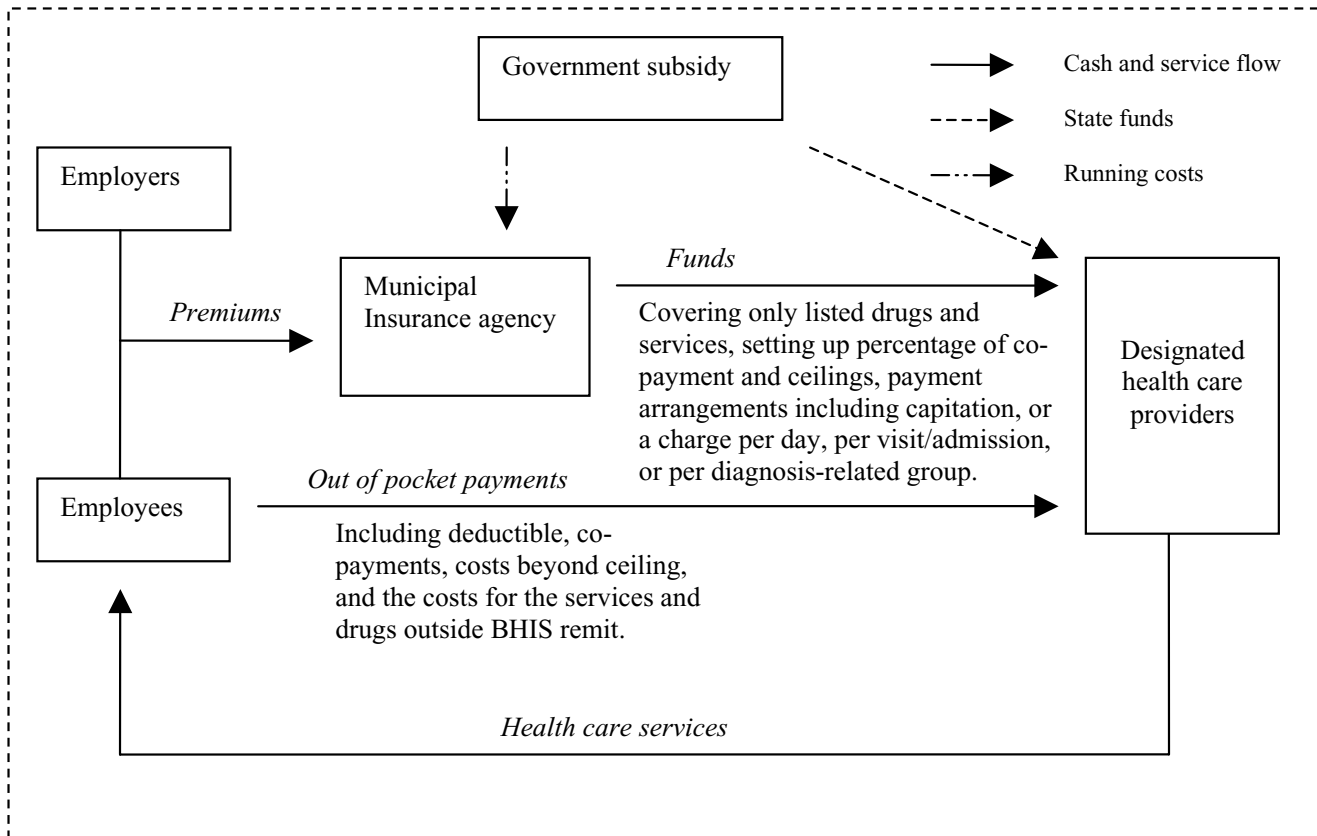 Government subsidy
Cash and service flow
State funds
Running costs
Employers
Premiums
Municipal
Insurance agency
Funds
Covering only listed drugs and
services, setting up percentage of co-
payment and ceilings, payment
arrangements including capitation, or
a charge per day, per visit/admission,
or per diagnosis-related group.
Designated
health care
providers
Employees
Out of pocket payments
Including deductible, co-
payments, costs beyond ceiling,
and the costs for the services and
drugs outside BHIS remit.
Health care services